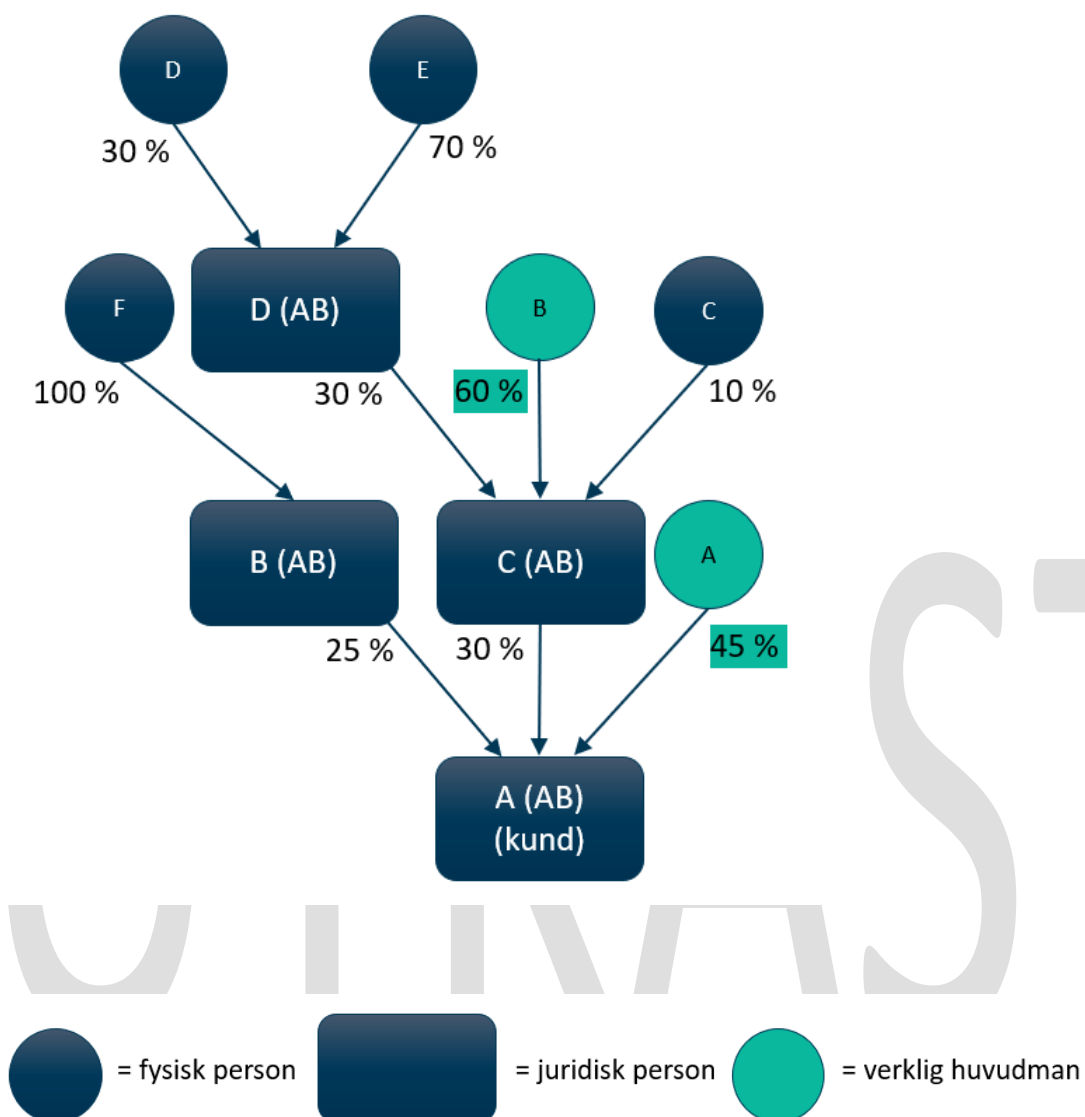 D
E
30 %
70 %
F
D (AB)
B
C
100 %
30 %
60 %
10 %
B (AB)
C (AB)
A
25 %
30 %
45 %
A (AB)
(kund)
UTKAST
= fysisk person
= juridisk person
= verklig huvudman